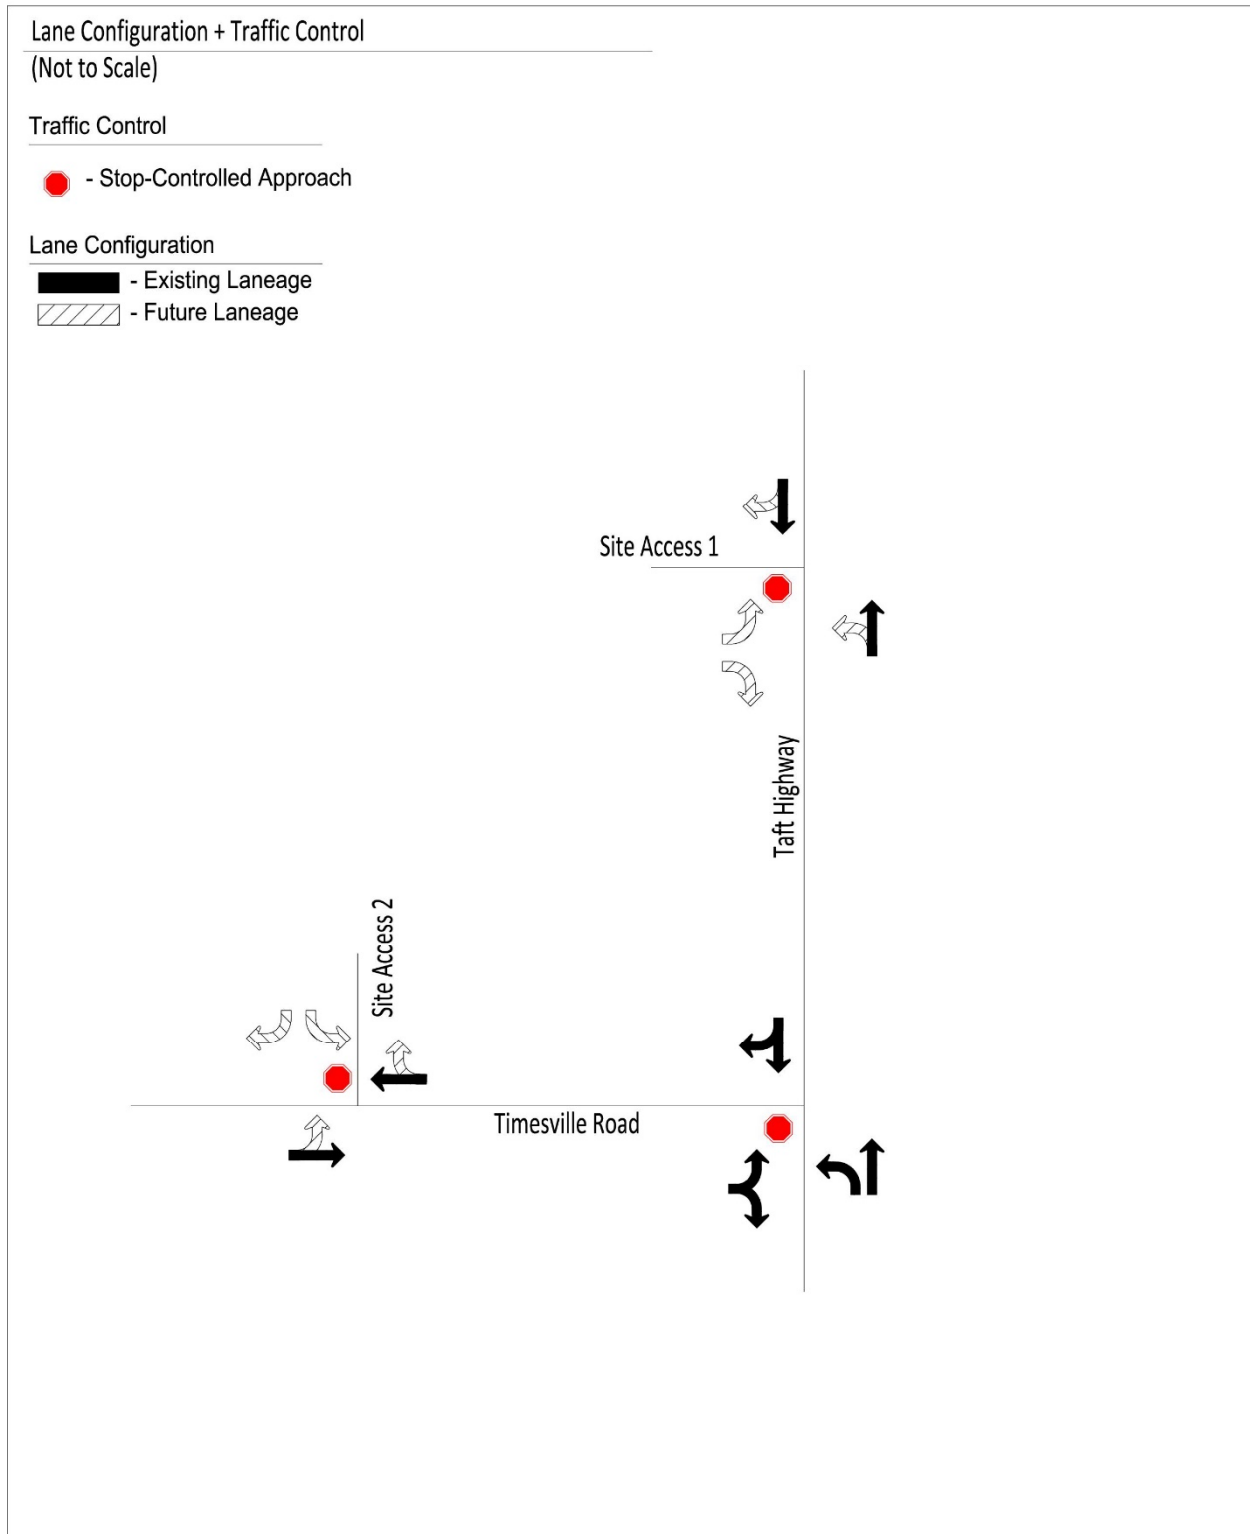 Lane Configuration + Traffic Control
(Not to Scale)
Traffic Control
- Stop-Controlled Approach
Lane Configuration
- Existing Laneage
- Future Laneage
Site Access 1
Taft Highway
Site Access 2
Timesville Road